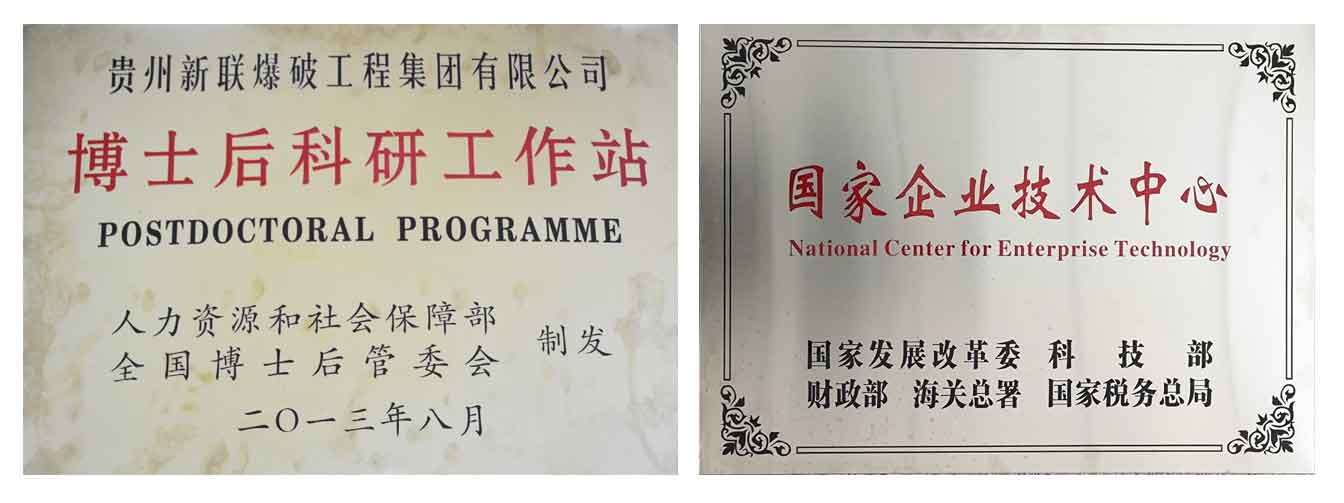 贵州新联爆破工程集团有限公司
博士后科研工作站
POSTDOCTORAL PROGRAMME
人力资源和社会保障部
全国博士后管委会
制发
二〇一三年八月
国家企业技术中心
National Center for Enterprise Technology
国家发展改革委 科技部
财政部 海关总署 国家税务总局